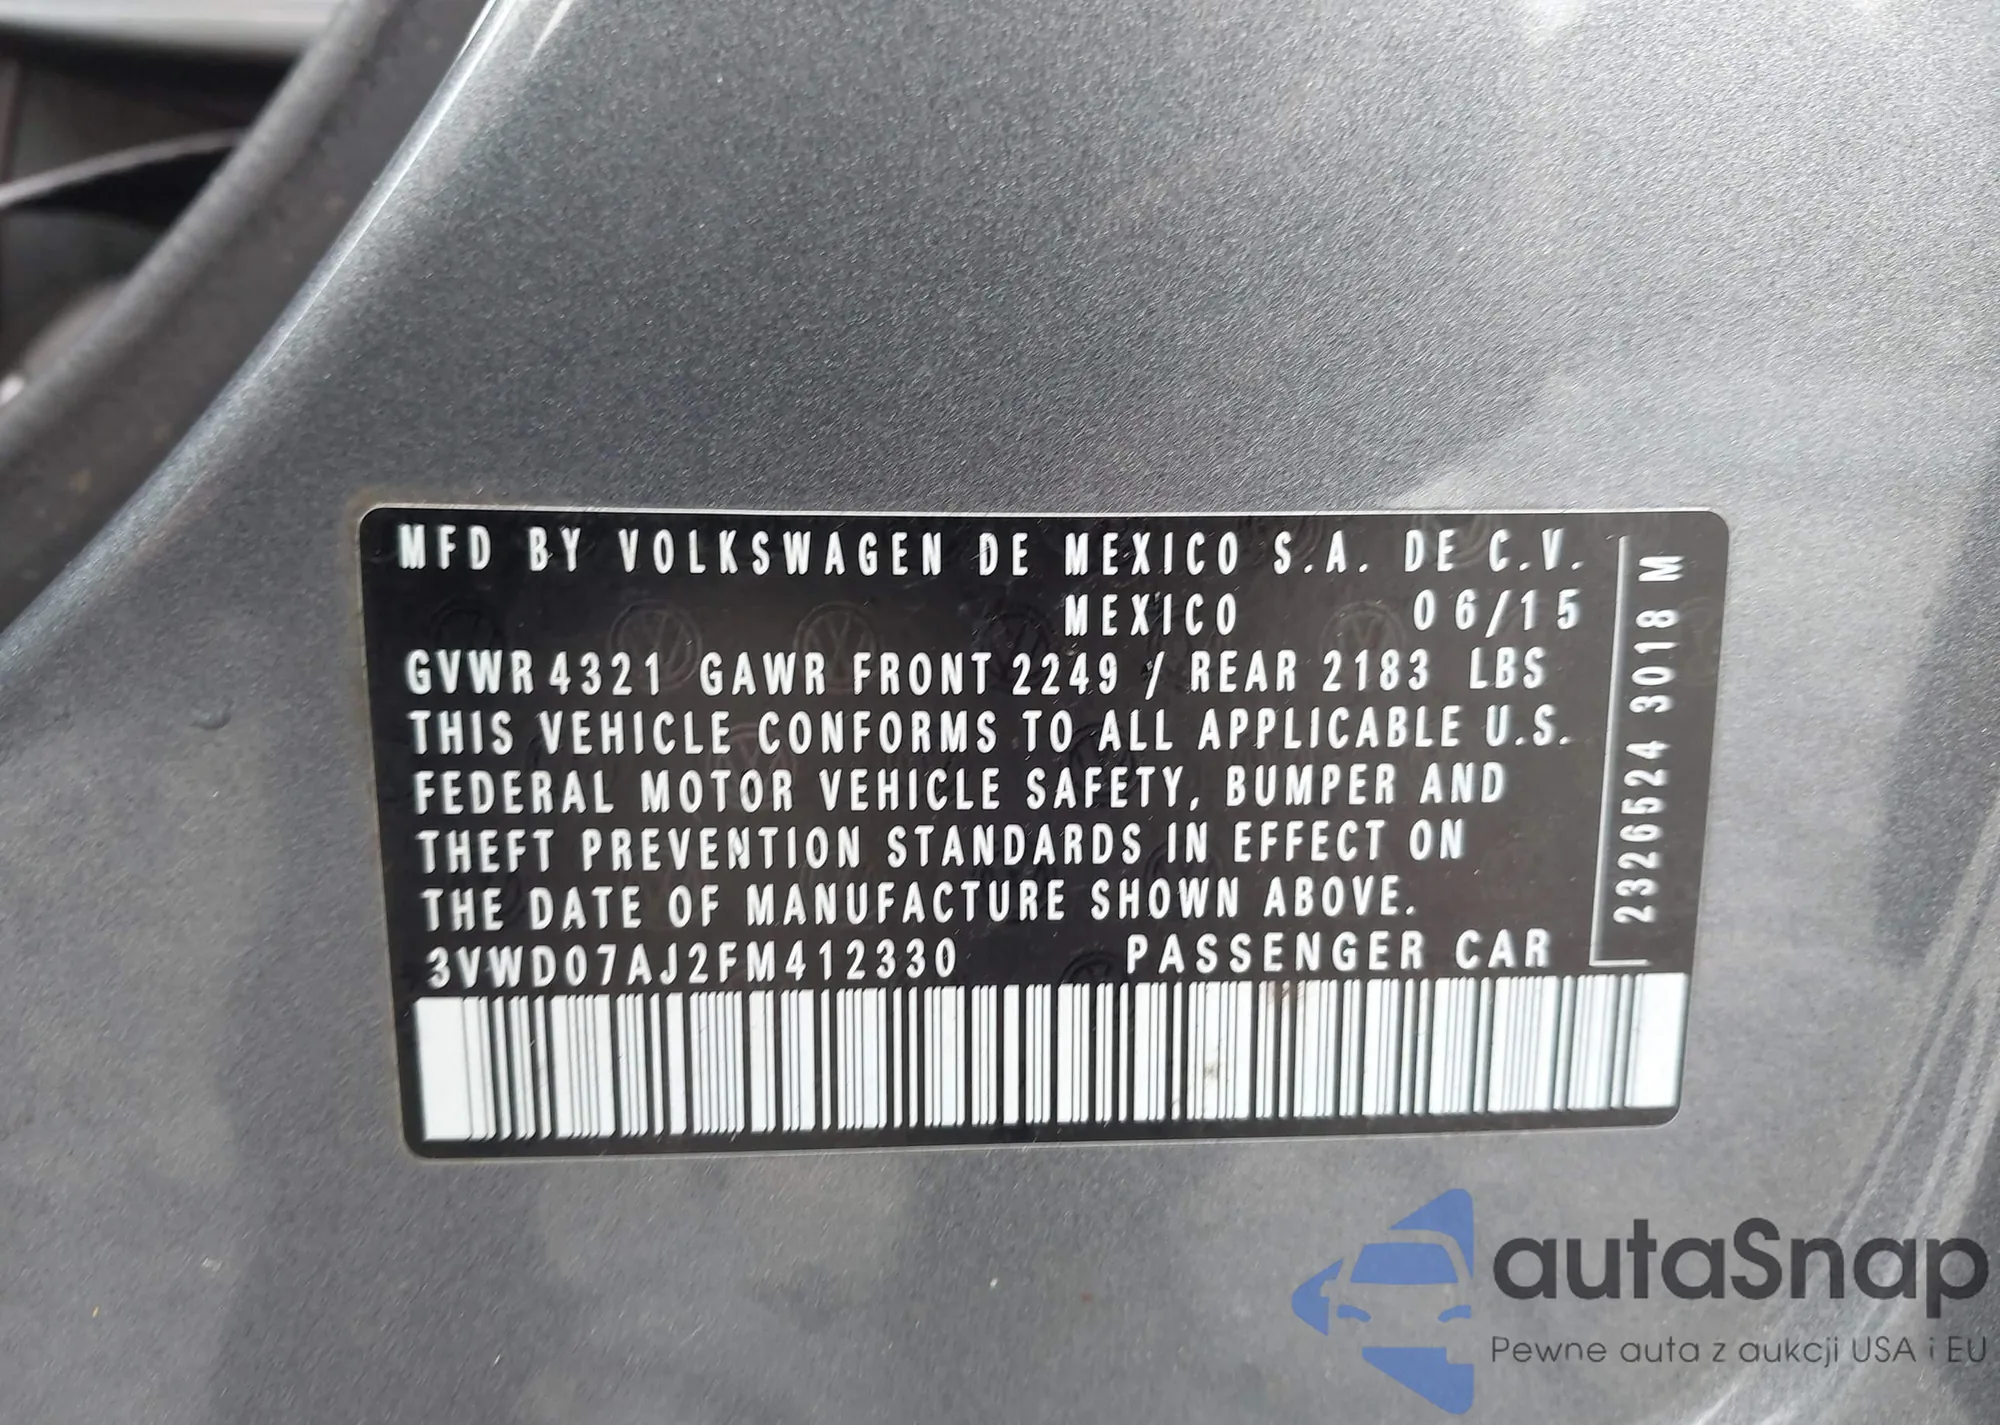 MFD BY VOLKSWAGEN DE MEXICO S.A. DE C.V.
MEXICO 06/15
GVWR 4321 GAWR FRONT 2249 / REAR 2183 LBS
THIS VEHICLE CONFORMS TO ALL APPLICABLE U.S.
FEDERAL MOTOR VEHICLE SAFETY, BUMPER AND
THEFT PREVENTION STANDARDS IN EFFECT ON
THE DATE OF MANUFACTURE SHOWN ABOVE.
3VWD07AJ2FM412330 PASSENGER CAR
2326524 3018 M
autaSnap
Pewne auta z aukcji USA i EU